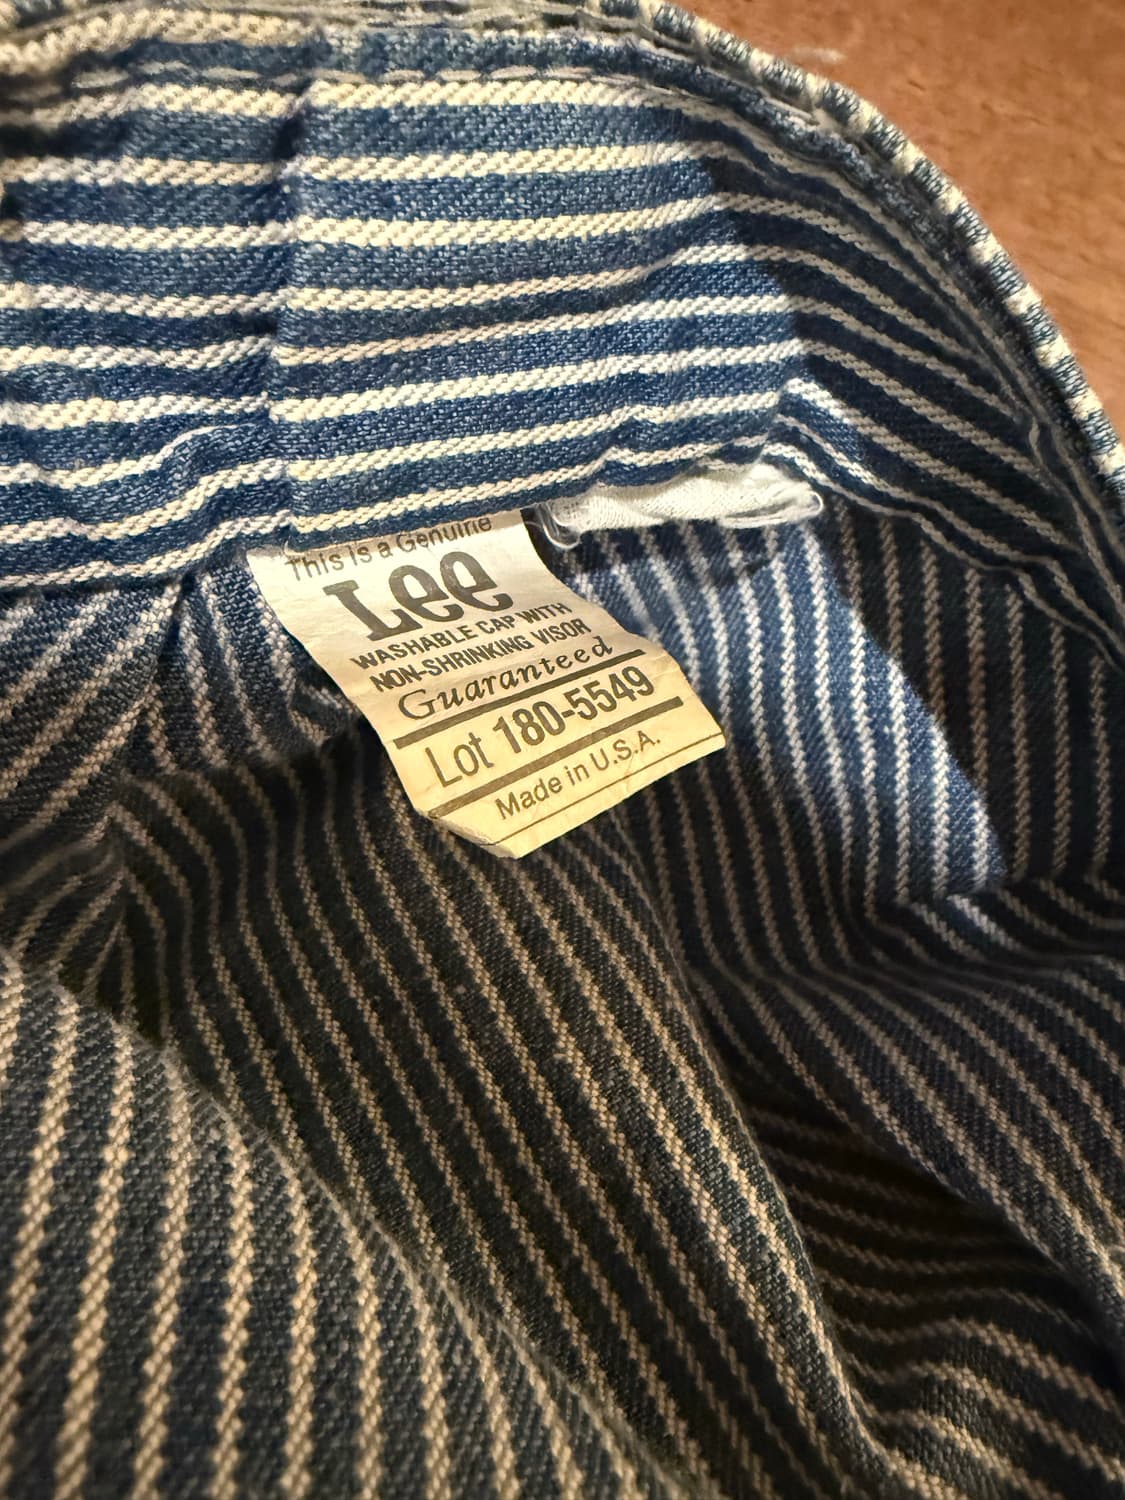 This is a Genuine
Lee
WASHABLE CAP WITH
NON-SHRINKING VISOR
Guaranteed
Lot 180-5549
Made in U.S.A.